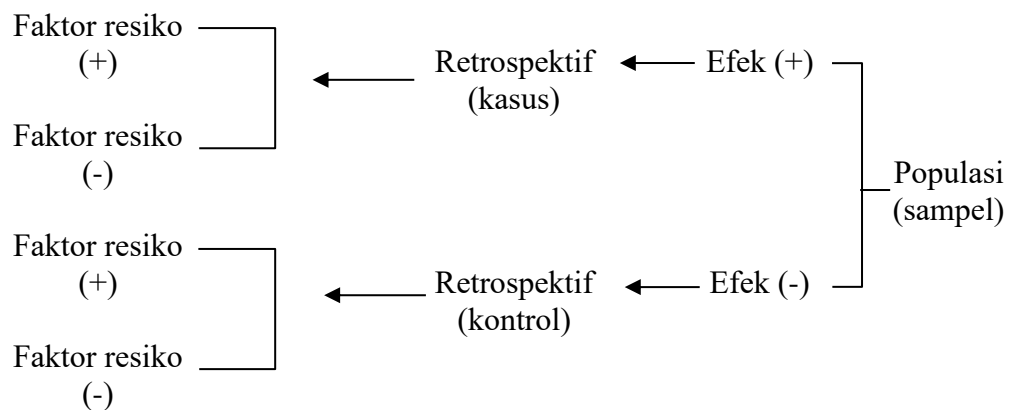 Faktor resiko
(+)
Retrospektif
(kasus)
Efek (+)
Faktor resiko
(-)
Populasi
(sampel)
Faktor resiko
(+)
Retrospektif
(kontrol)
Efek (-)
Faktor resiko
(-)